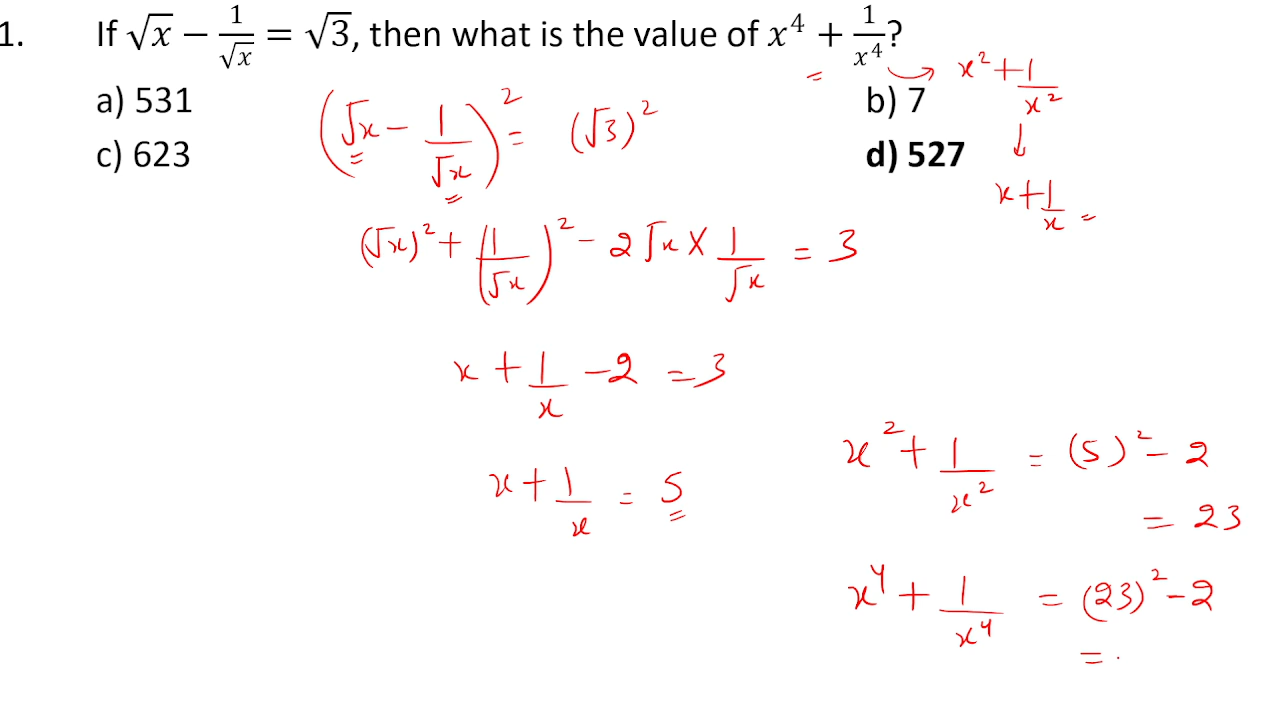 1. If √x − 1/√x = √3, then what is the value of x⁴ + 1/x⁴?
= → x² + 1/x²
a) 531 b) 7
(√x − 1/√x)² = (√3)²
↓
c) 623 d) 527
x + 1/x =
(√x)² + (1/√x)² − 2√x × 1/√x = 3
x + 1/x − 2 = 3
x + 1/x = 5
x² + 1/x² = (5)² − 2
= 23
x⁴ + 1/x⁴ = (23)² − 2
= .